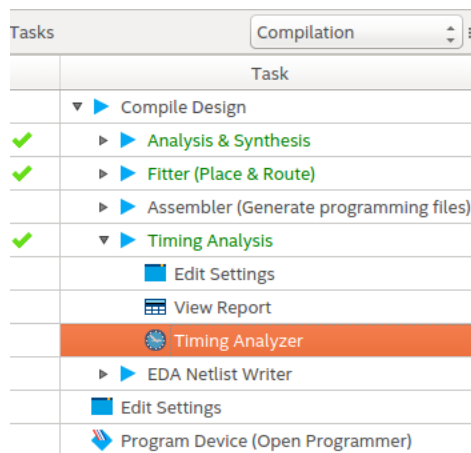 Tasks Compilation
Task
Compile Design
Analysis & Synthesis
Fitter (Place & Route)
Assembler (Generate programming files)
Timing Analysis
Edit Settings
View Report
Timing Analyzer
EDA Netlist Writer
Edit Settings
Program Device (Open Programmer)